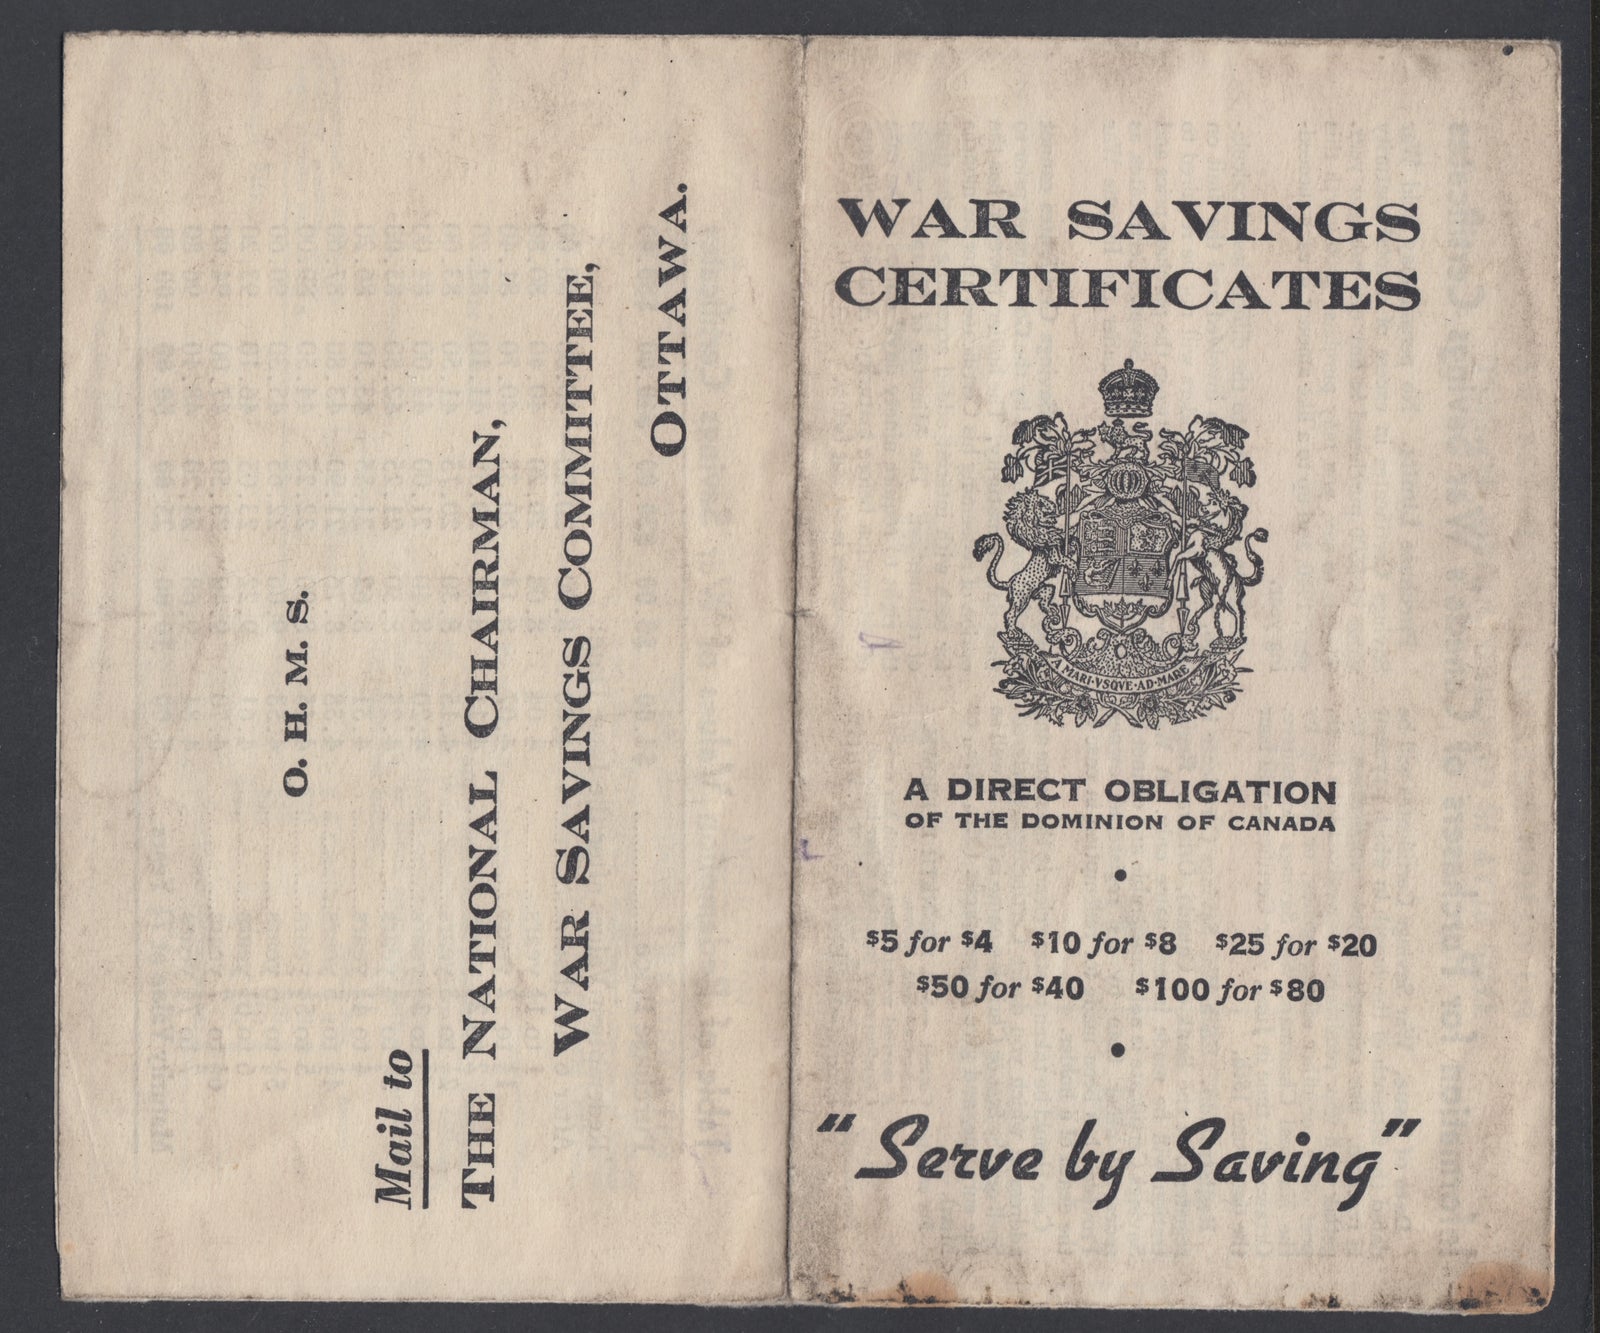 O. H. M. S.
Mail to
THE NATIONAL CHAIRMAN,
WAR SAVINGS COMMITTEE,
OTTAWA.
WAR SAVINGS
CERTIFICATES
A MARI·VSQVE·AD·MARE
A DIRECT OBLIGATION
OF THE DOMINION OF CANADA
•
$5 for $4 $10 for $8 $25 for $20
$50 for $40 $100 for $80
•
"Serve by Saving"